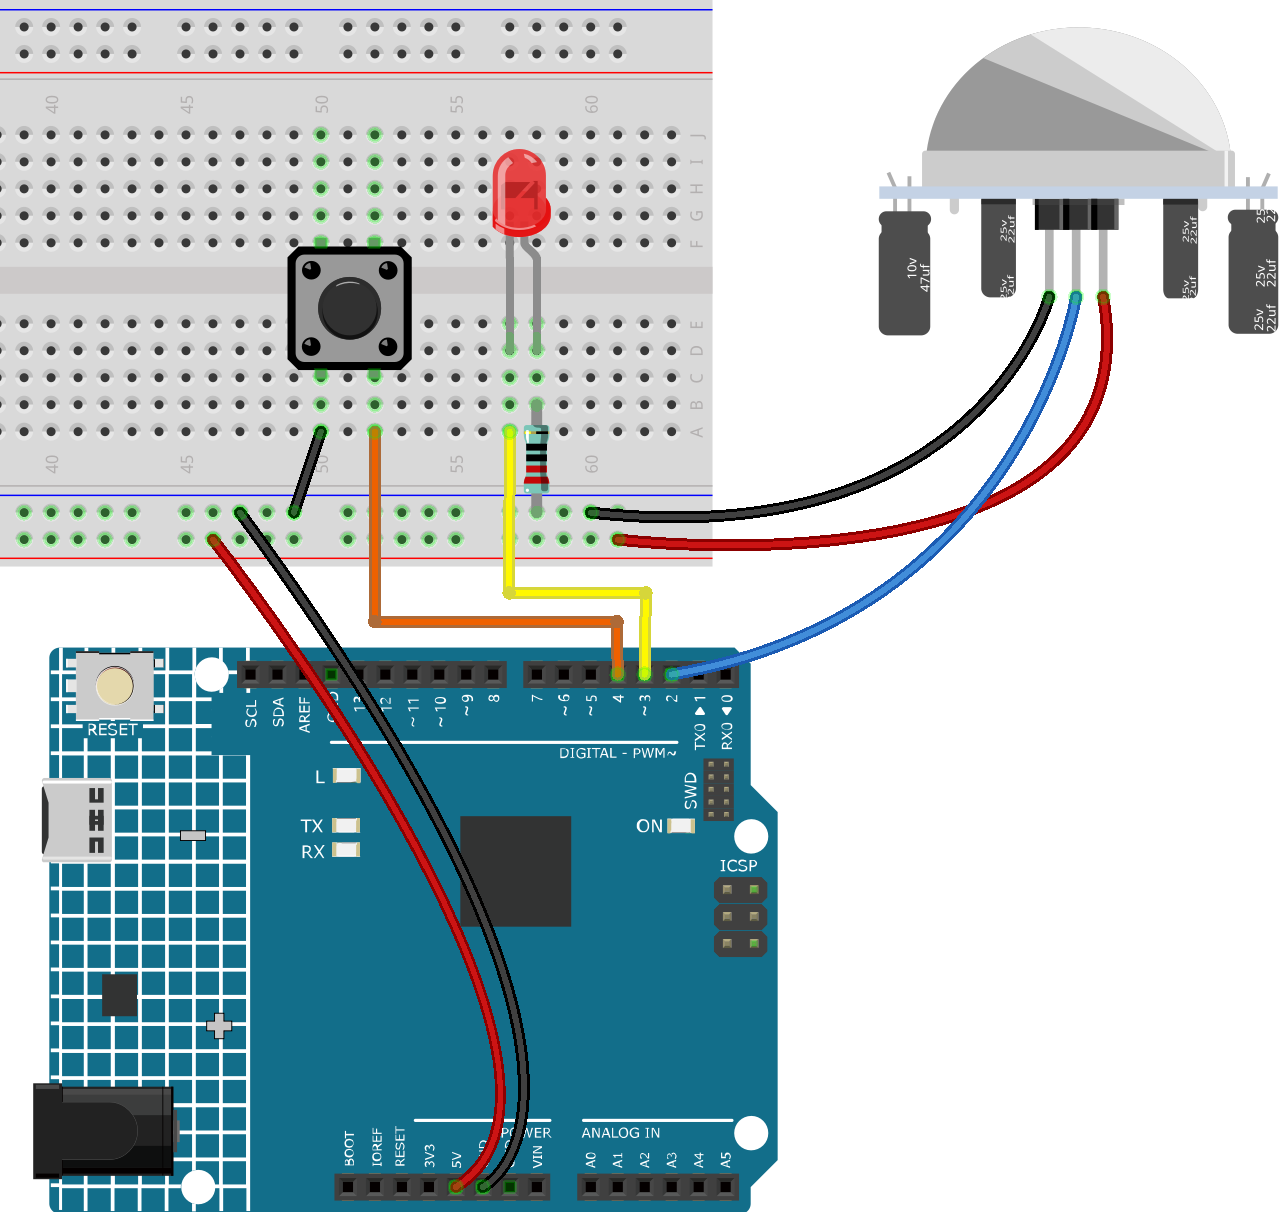 40 45 50 55 60
J
I
H
G
F
E
D
C
B
A
40 45 50 55 60
10v
47uf
25v
22uf
25v
22uf
25v
22uf
25v
22uf
25
22
25v
22uf
25v
22uf
RESET
SCL
SDA
AREF
13
12
~11
~10
~9
8
7
~6
~5
4
~3
2
TX0 ▶ 1
RX0 ◀ 0
DIGITAL - PWM~
L
TX
RX
ON
SWD
ICSP
POWER
ANALOG IN
BOOT
IOREF
RESET
3V3
5V
VIN
A0
A1
A2
A3
A4
A5